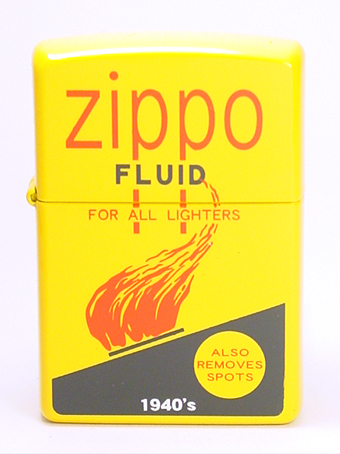 zippo
FLUID
FOR ALL LIGHTERS
ALSO
REMOVES
SPOTS
1940's